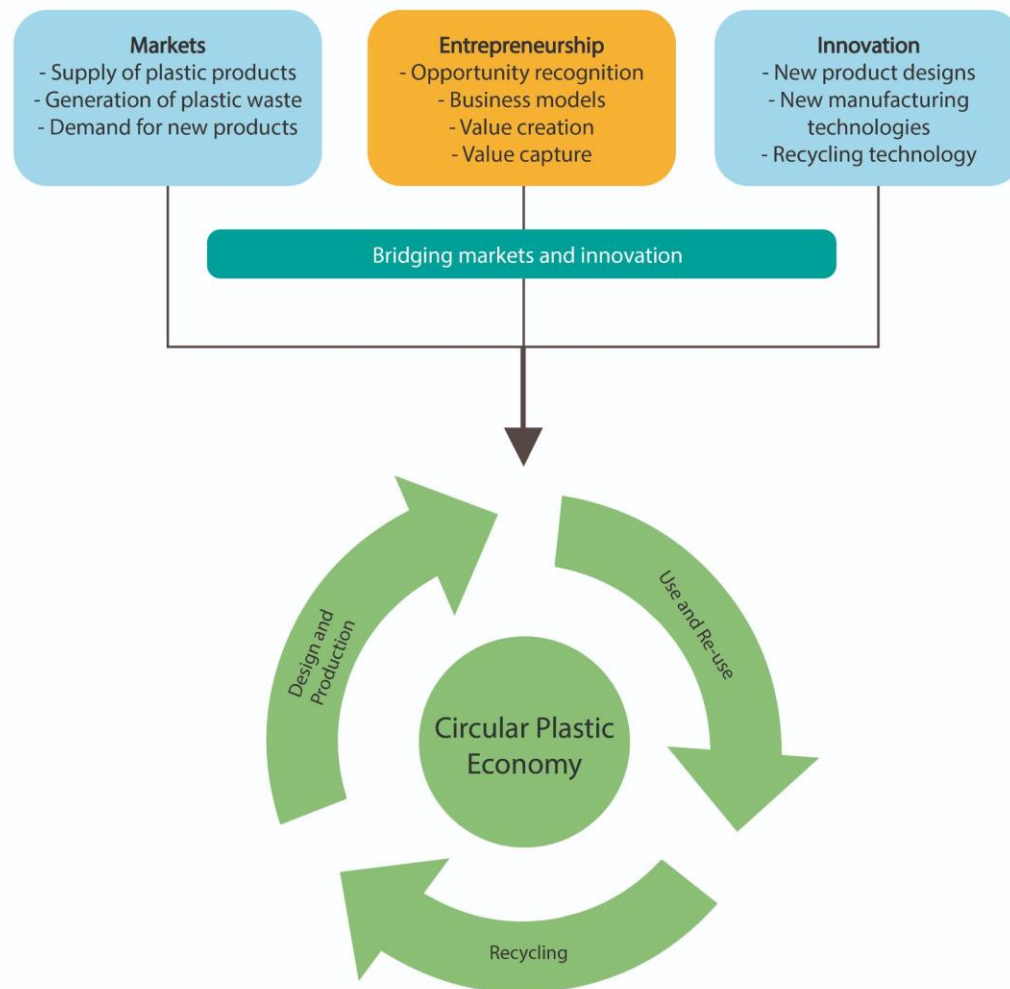 Markets
- Supply of plastic products
- Generation of plastic waste
- Demand for new products
Entrepreneurship
- Opportunity recognition
- Business models
- Value creation
- Value capture
Innovation
- New product designs
- New manufacturing
technologies
- Recycling technology
Bridging markets and innovation
Design and
Production
Use and Re-use
Circular Plastic
Economy
Recycling